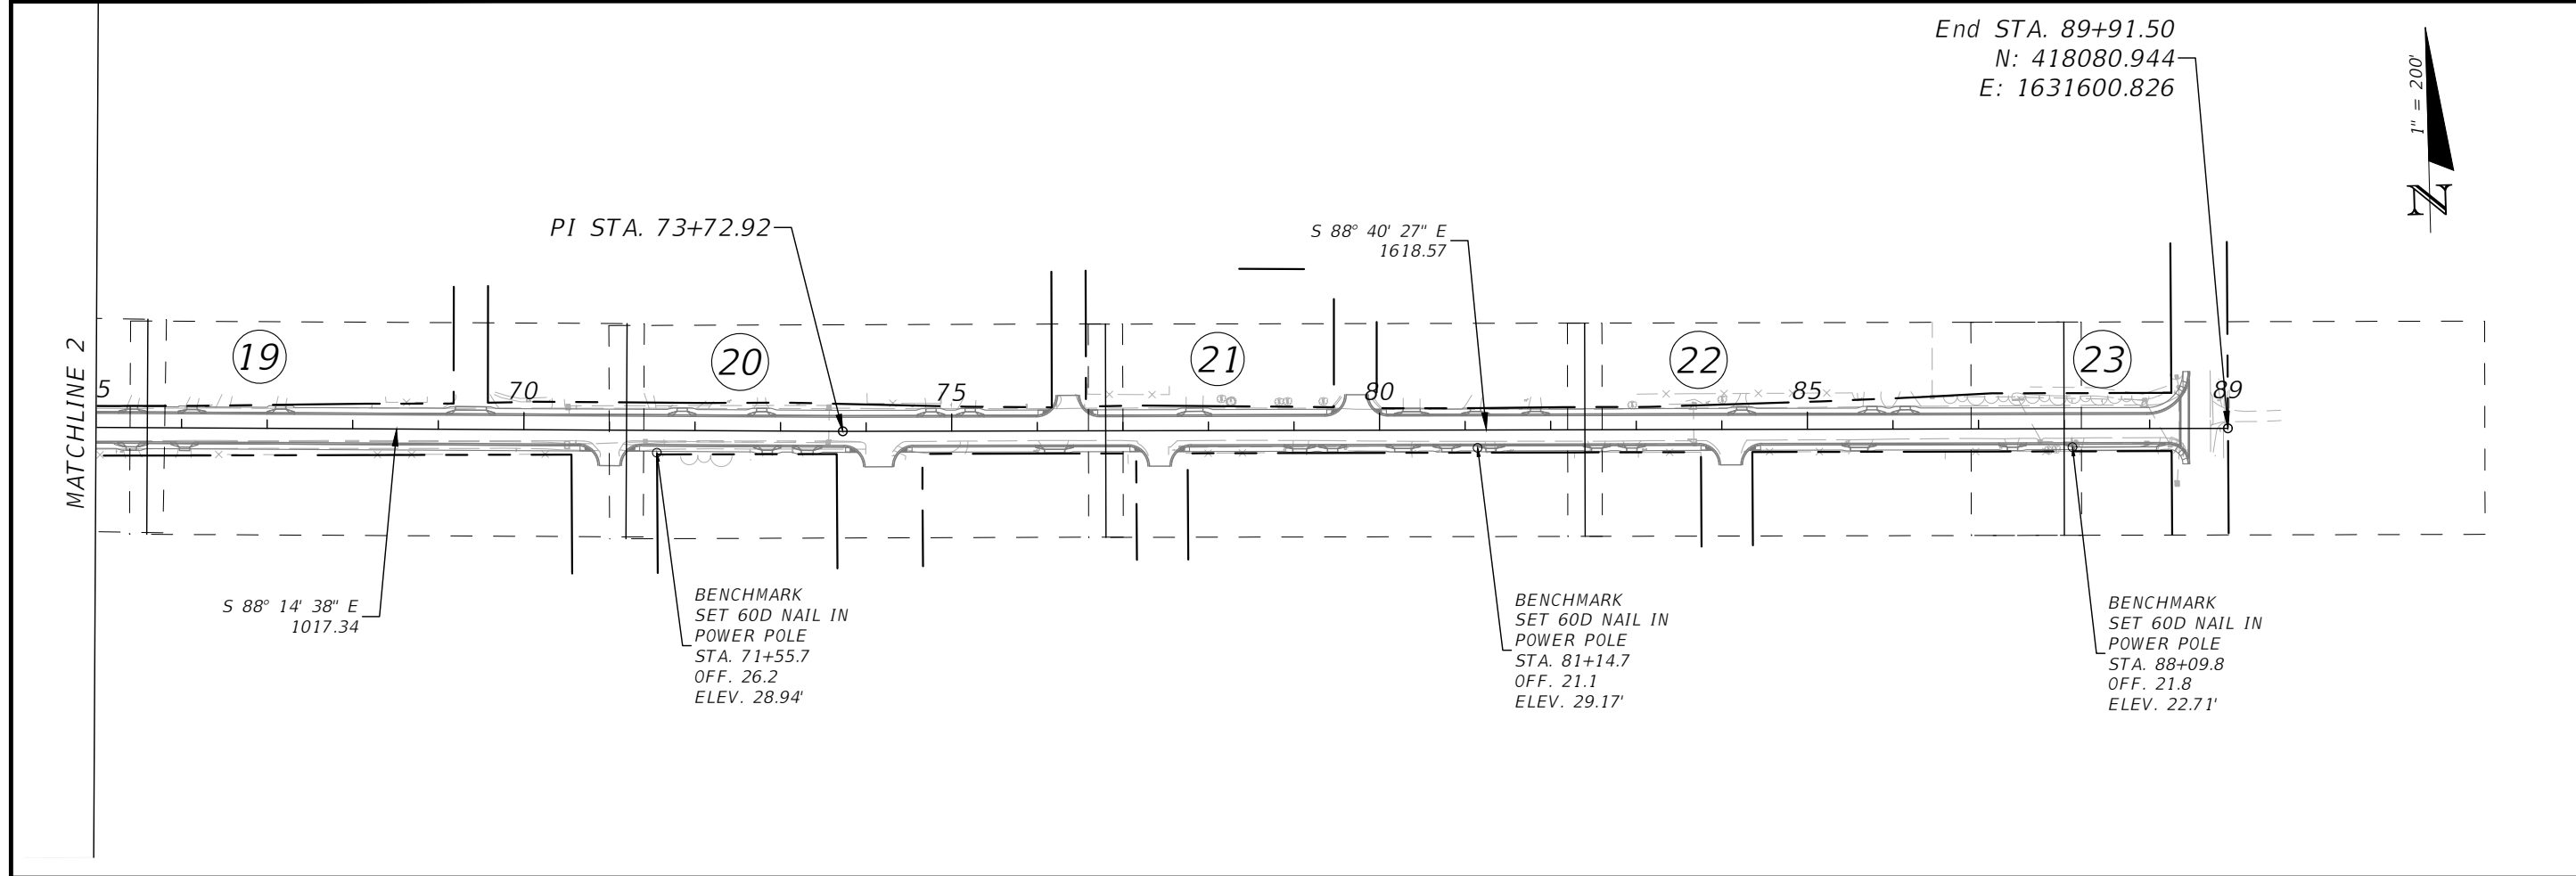 End STA. 89+91.50
N: 418080.944
E: 1631600.826
1" = 200'
N
PI STA. 73+72.92
S 88° 40' 27" E
1618.57
MATCHLINE 2
19
20
21
22
23
5
70
75
80
85
89
S 88° 14' 38" E
1017.34
BENCHMARK
SET 60D NAIL IN
POWER POLE
STA. 71+55.7
OFF. 26.2
ELEV. 28.94'
BENCHMARK
SET 60D NAIL IN
POWER POLE
STA. 81+14.7
OFF. 21.1
ELEV. 29.17'
BENCHMARK
SET 60D NAIL IN
POWER POLE
STA. 88+09.8
OFF. 21.8
ELEV. 22.71'